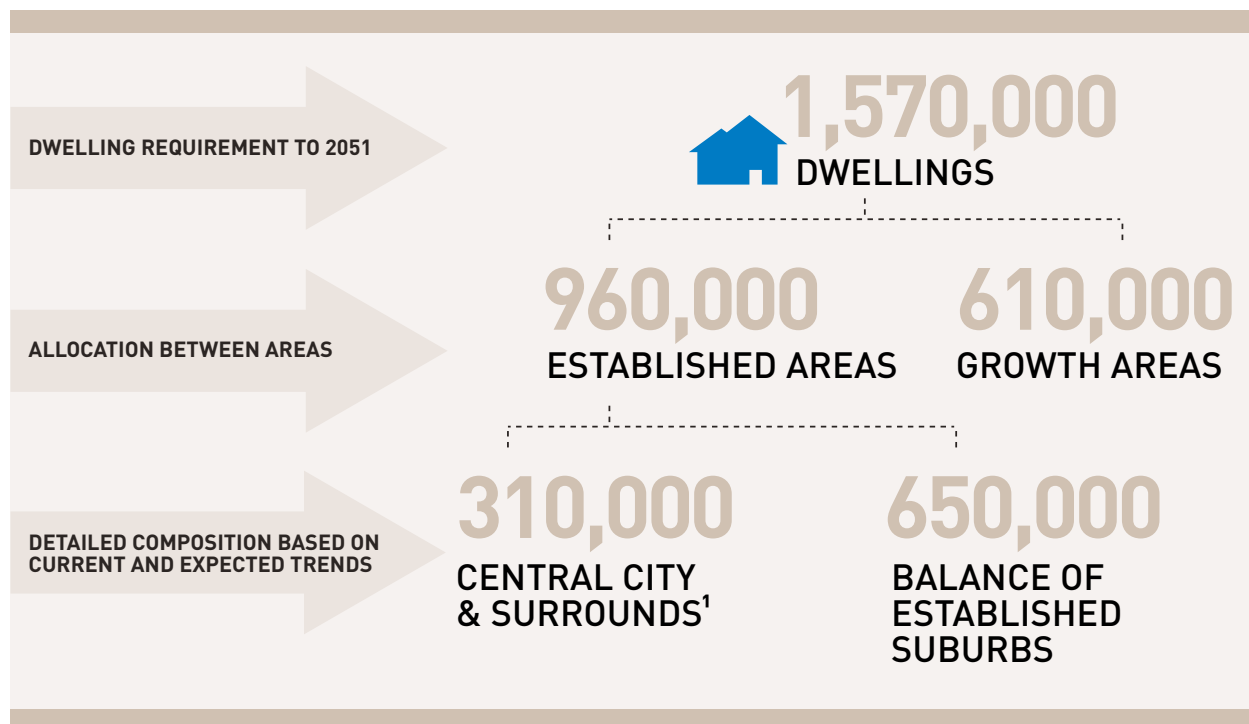 DWELLING REQUIREMENT TO 2051
1,570,000
DWELLINGS
ALLOCATION BETWEEN AREAS
960,000
ESTABLISHED AREAS
610,000
GROWTH AREAS
DETAILED COMPOSITION BASED ON
CURRENT AND EXPECTED TRENDS
310,000
CENTRAL CITY
& SURROUNDS¹
650,000
BALANCE OF
ESTABLISHED
SUBURBS